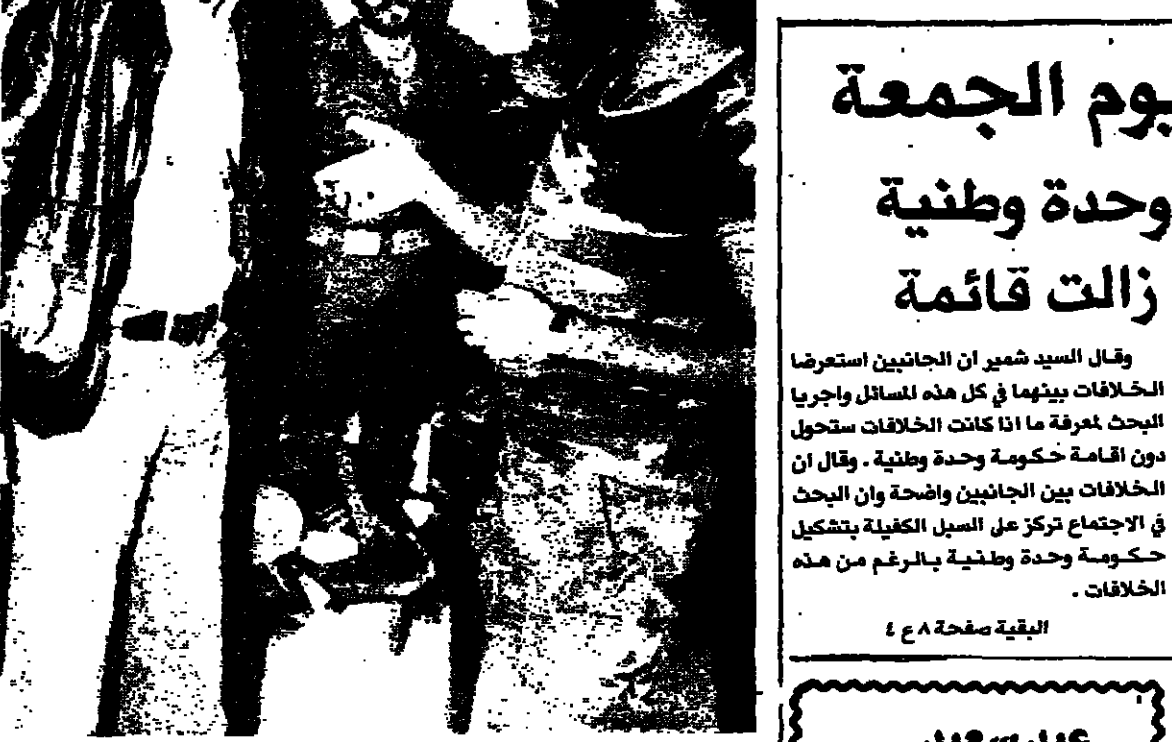 يوم الجمعة
وحدة وطنية
زالت قائمة
وقال السيد شمير ان الجانبين استعرضا
الخلافات بينهما في كل هذه المسائل واجريا
البحث لمعرفة ما اذا كانت الخلافات ستحول
دون اقامة حكومة وحدة وطنية . وقال ان
الخلافات بين الجانبين واضحة وان البحث
في الاجتماع تركز على السبل الكفيلة بتشكيل
حكومة وحدة وطنية بالرغم من هذه
الخلافات .
البقية صفحة ٨ ع ٤